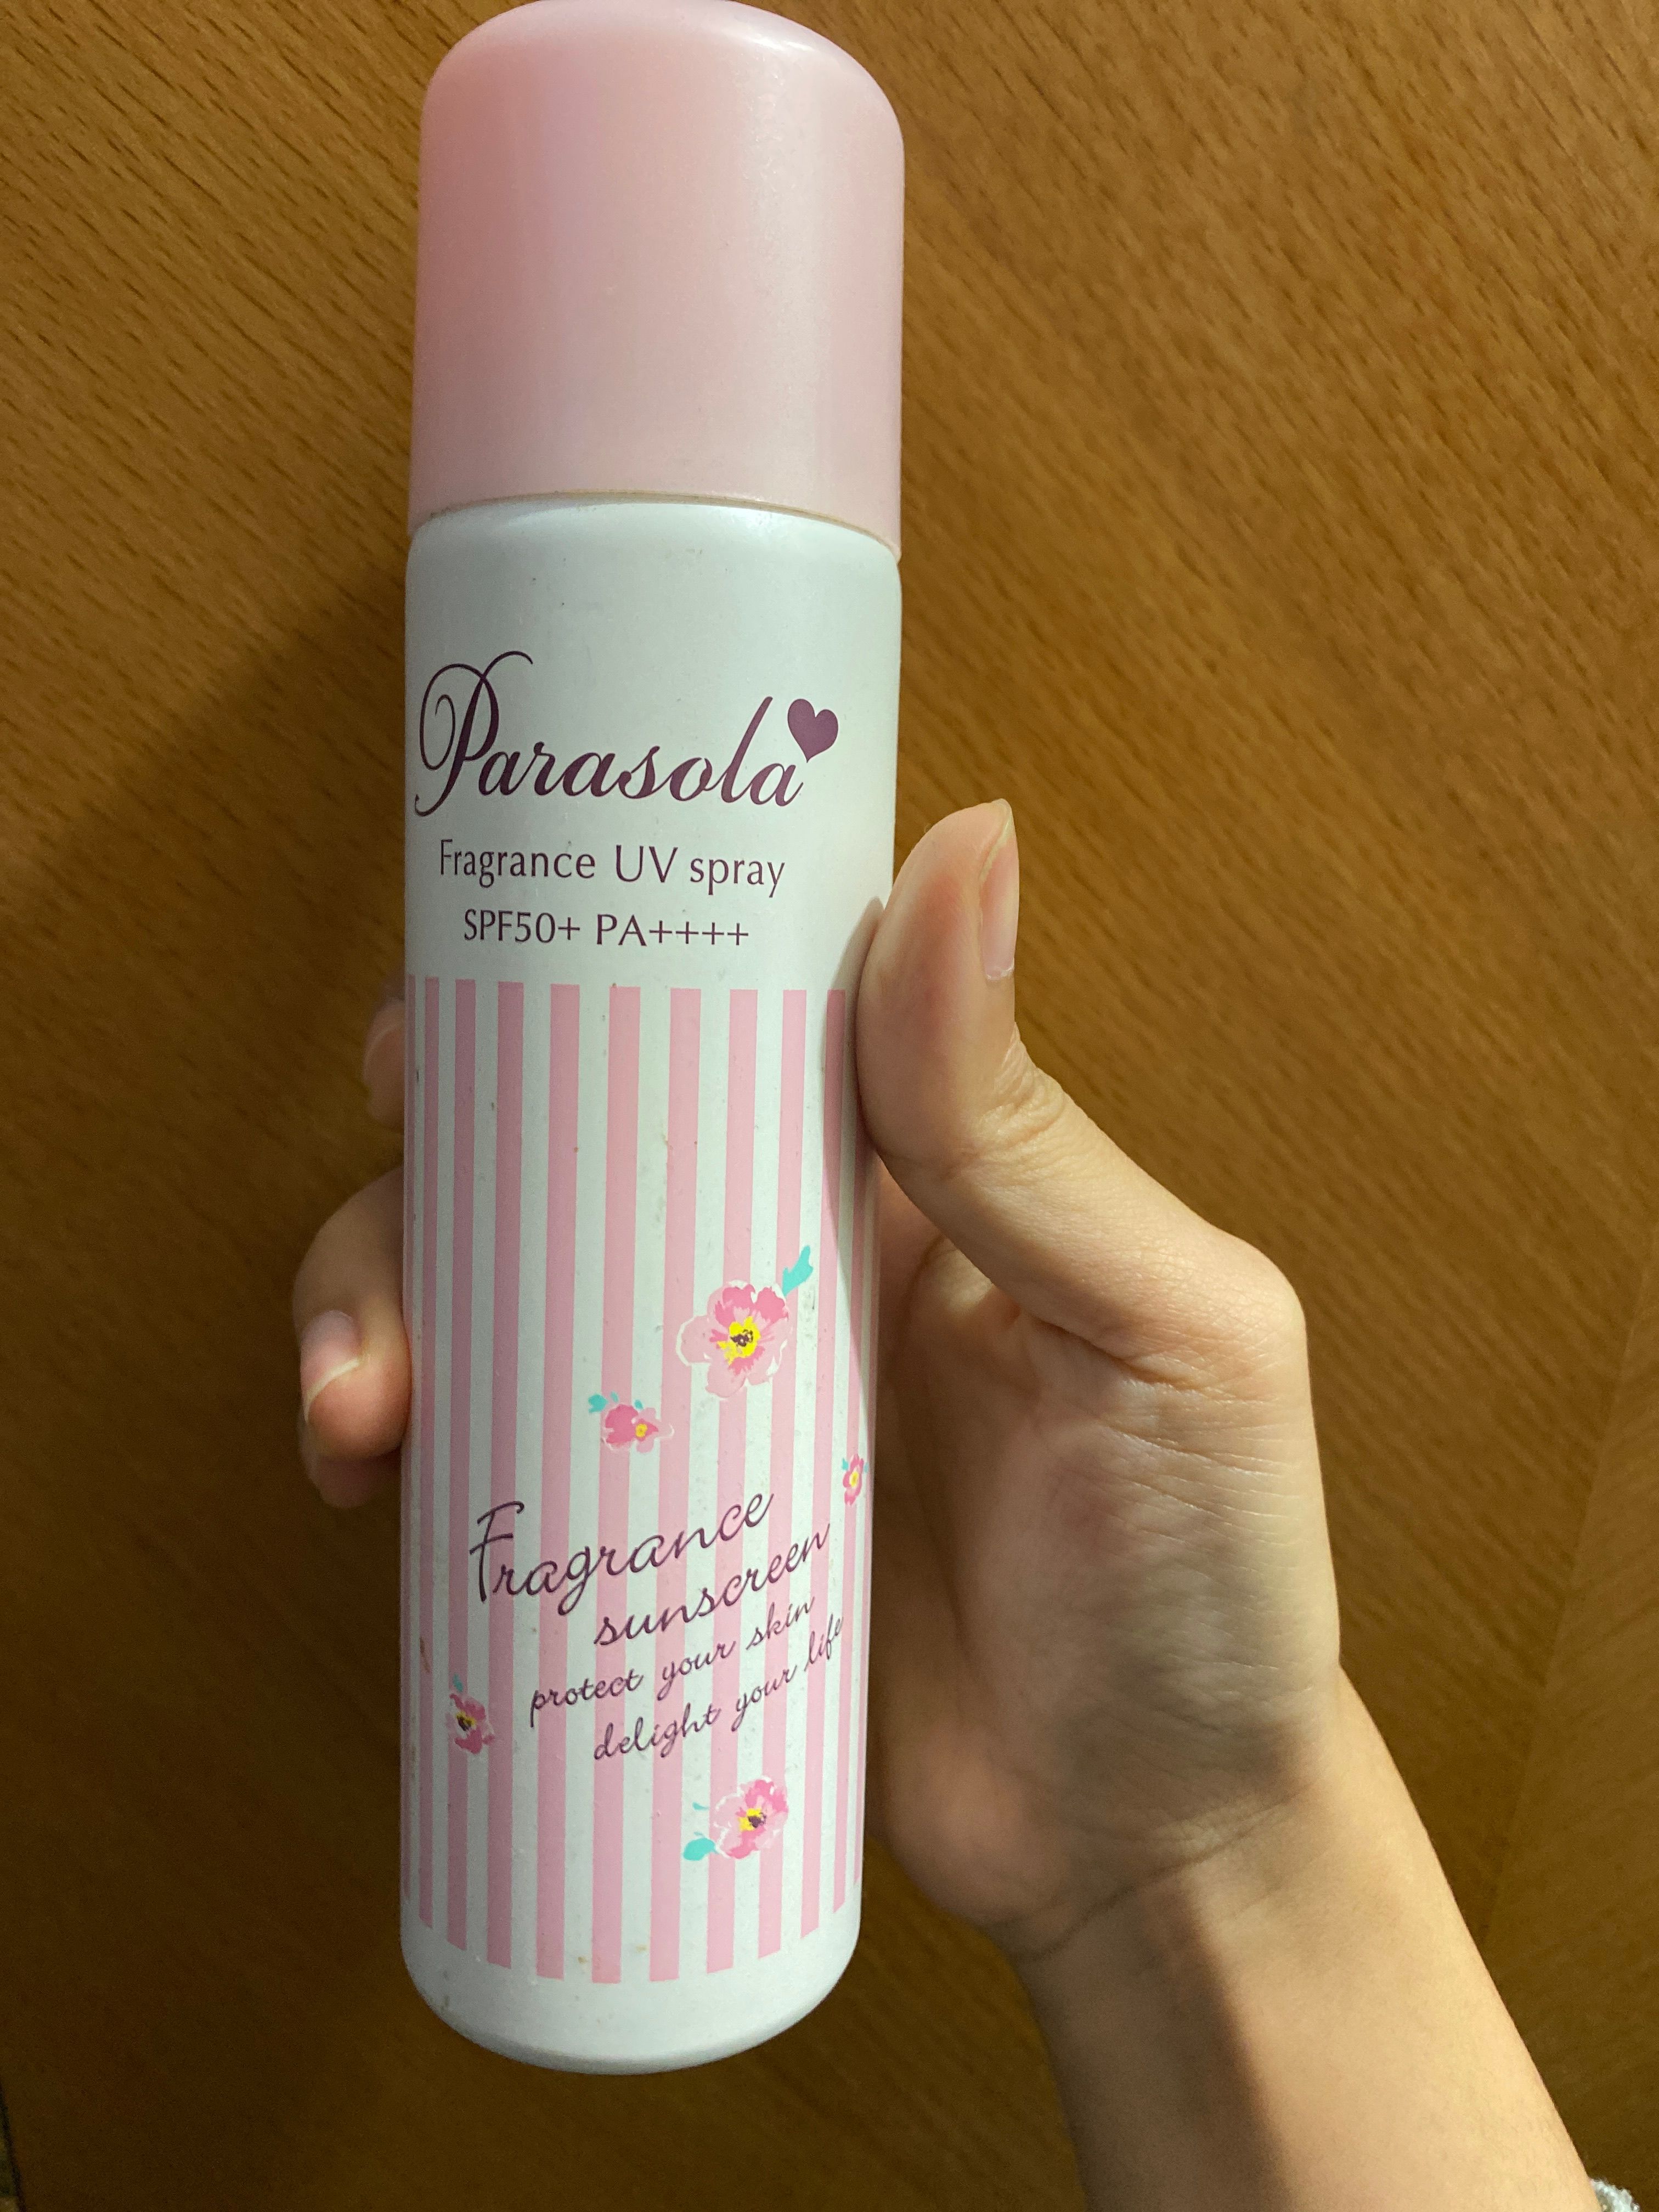 Parasola
Fragrance UV spray
SPF50+ PA++++
Fragrance
sunscreen
protect your skin
delight your life